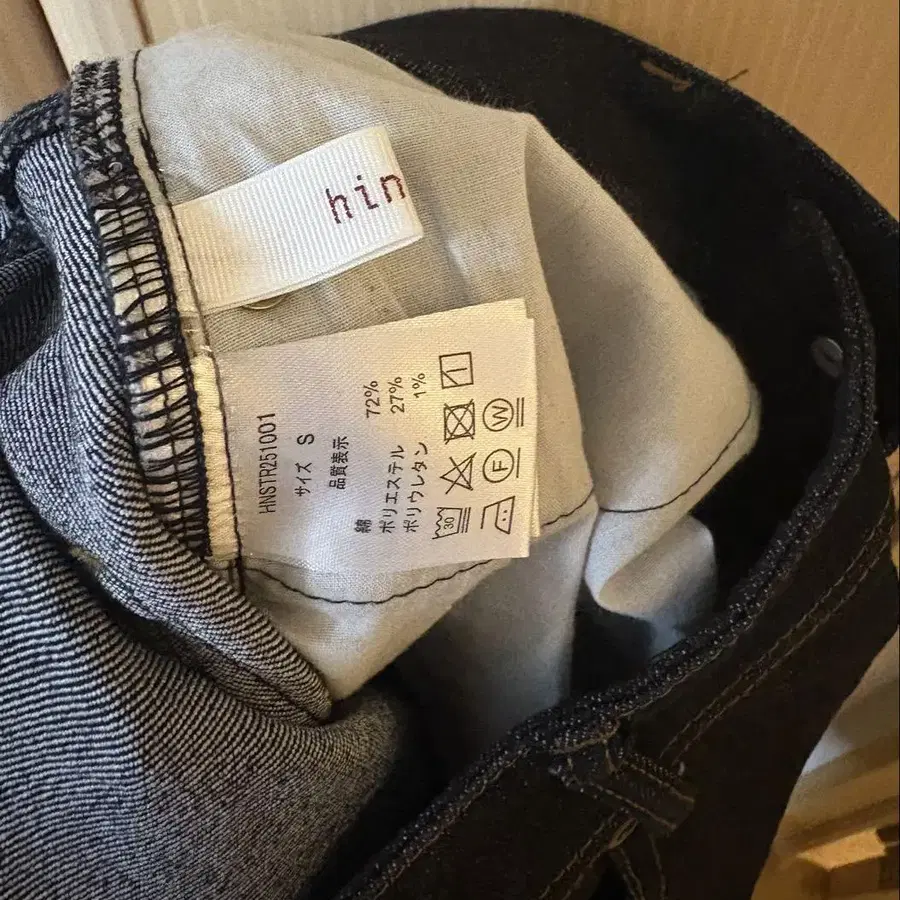 hin
HNSTR251001
サイズ S
品質表示
綿 72%
ポリエステル 27%
ポリウレタン 1%
30
W
F